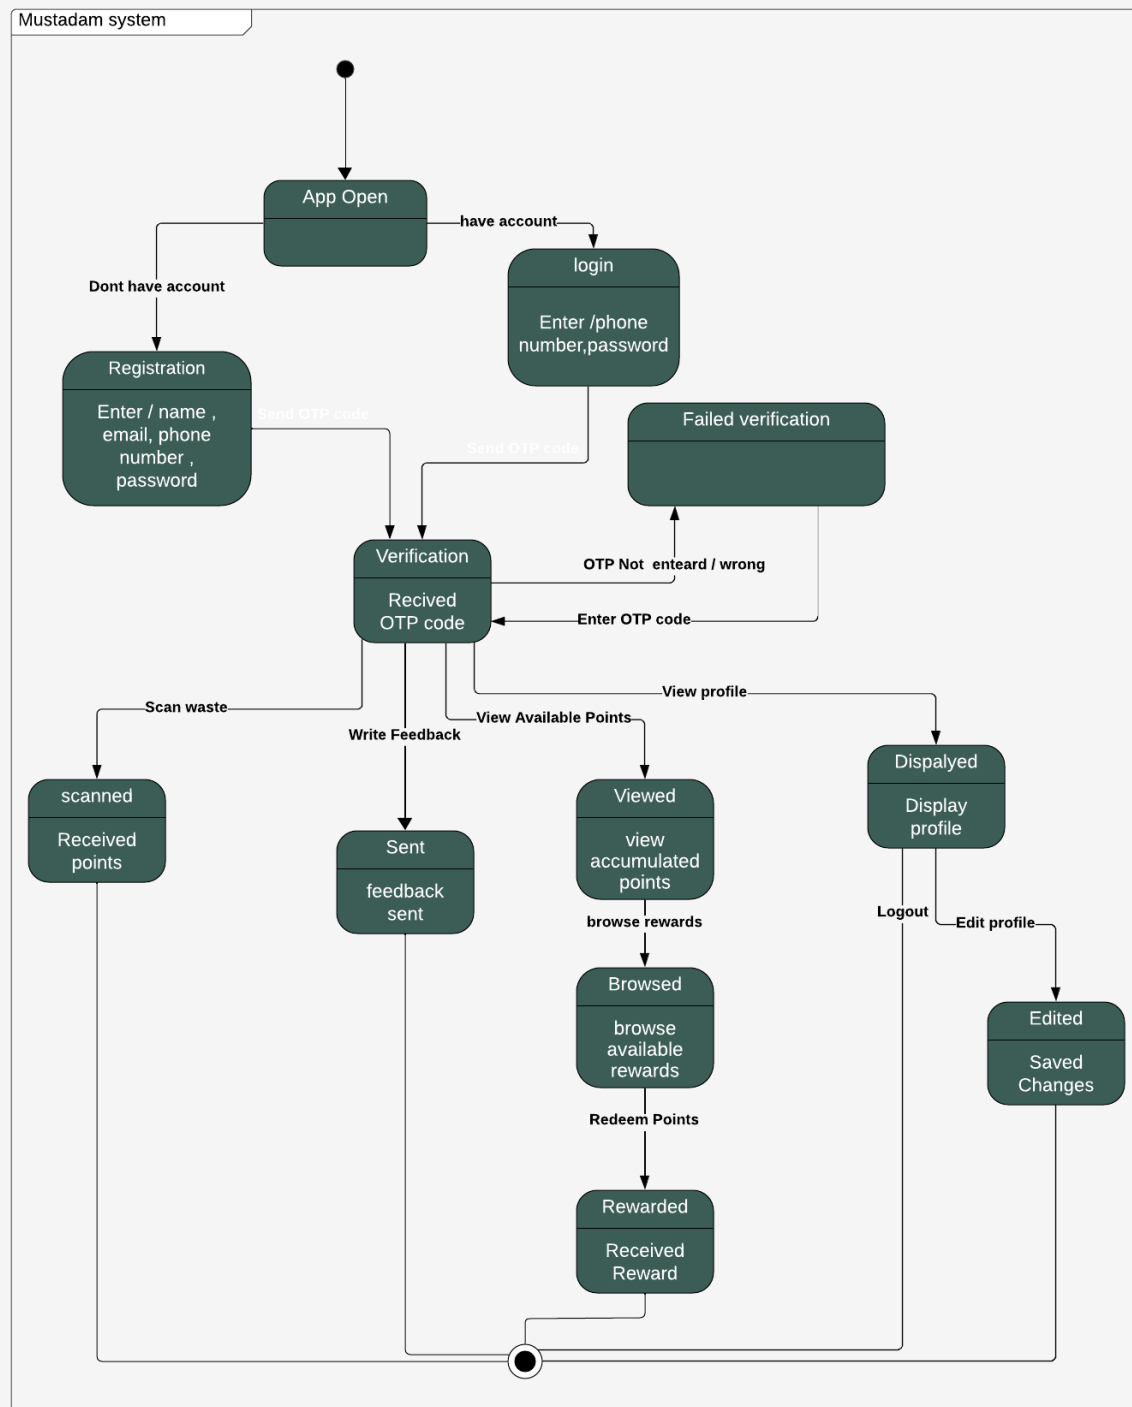 Mustadam system
App Open
have account
Dont have account
login
Enter /phone
number,password
Registration
Enter / name ,
email, phone
number ,
password
Send OTP code
Send OTP code
Failed verification
Verification
Recived
OTP code
OTP Not  enteard / wrong
Enter OTP code
Scan waste
Write Feedback
View Available Points
View profile
scanned
Received
points
Sent
feedback
sent
Viewed
view
accumulated
points
Dispalyed
Display
profile
browse rewards
Logout
Edit profile
Browsed
browse
available
rewards
Edited
Saved
Changes
Redeem Points
Rewarded
Received
Reward